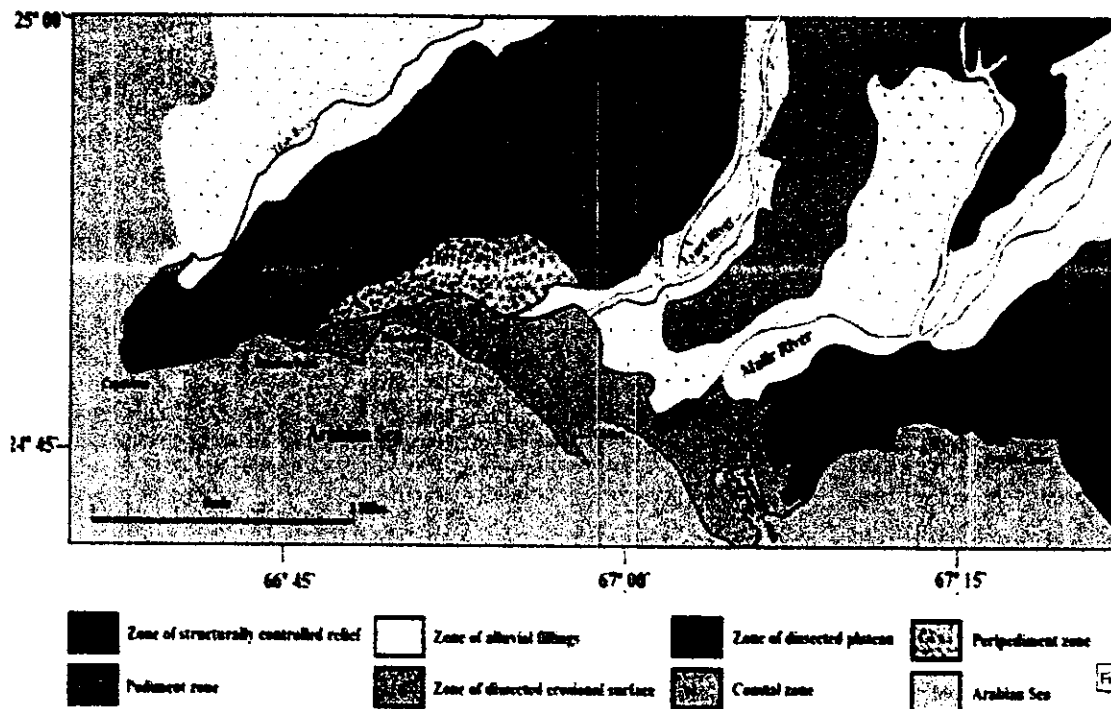 25° 00'
River
Malir River
Arabian Sea
24° 45'
66° 45'
67° 00'
67° 15'
Zone of structurally controlled relief
Zone of alluvial fillings
Zone of dissected plateau
Peripediment zone
Pediment zone
Zone of dissected erosional surface
Coastal zone
Arabian Sea